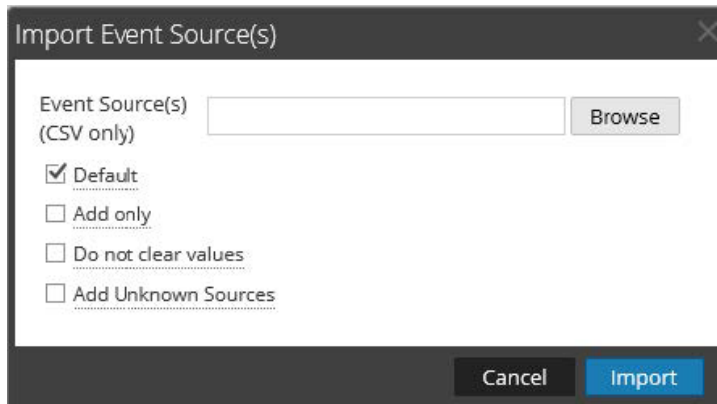 Import Event Source(s)
Event Source(s)
(CSV only)
Browse
Default
Add only
Do not clear values
Add Unknown Sources
Cancel
Import